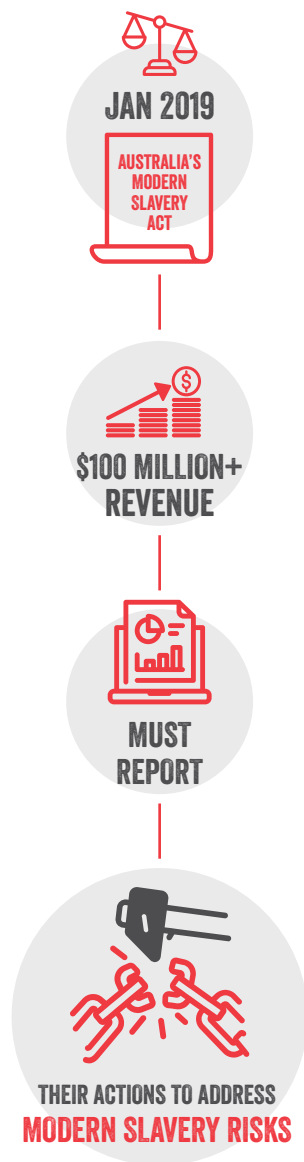 JAN 2019
AUSTRALIA'S
MODERN
SLAVERY
ACT
$
$100 MILLION+
REVENUE
MUST
REPORT
THEIR ACTIONS TO ADDRESS
MODERN SLAVERY RISKS